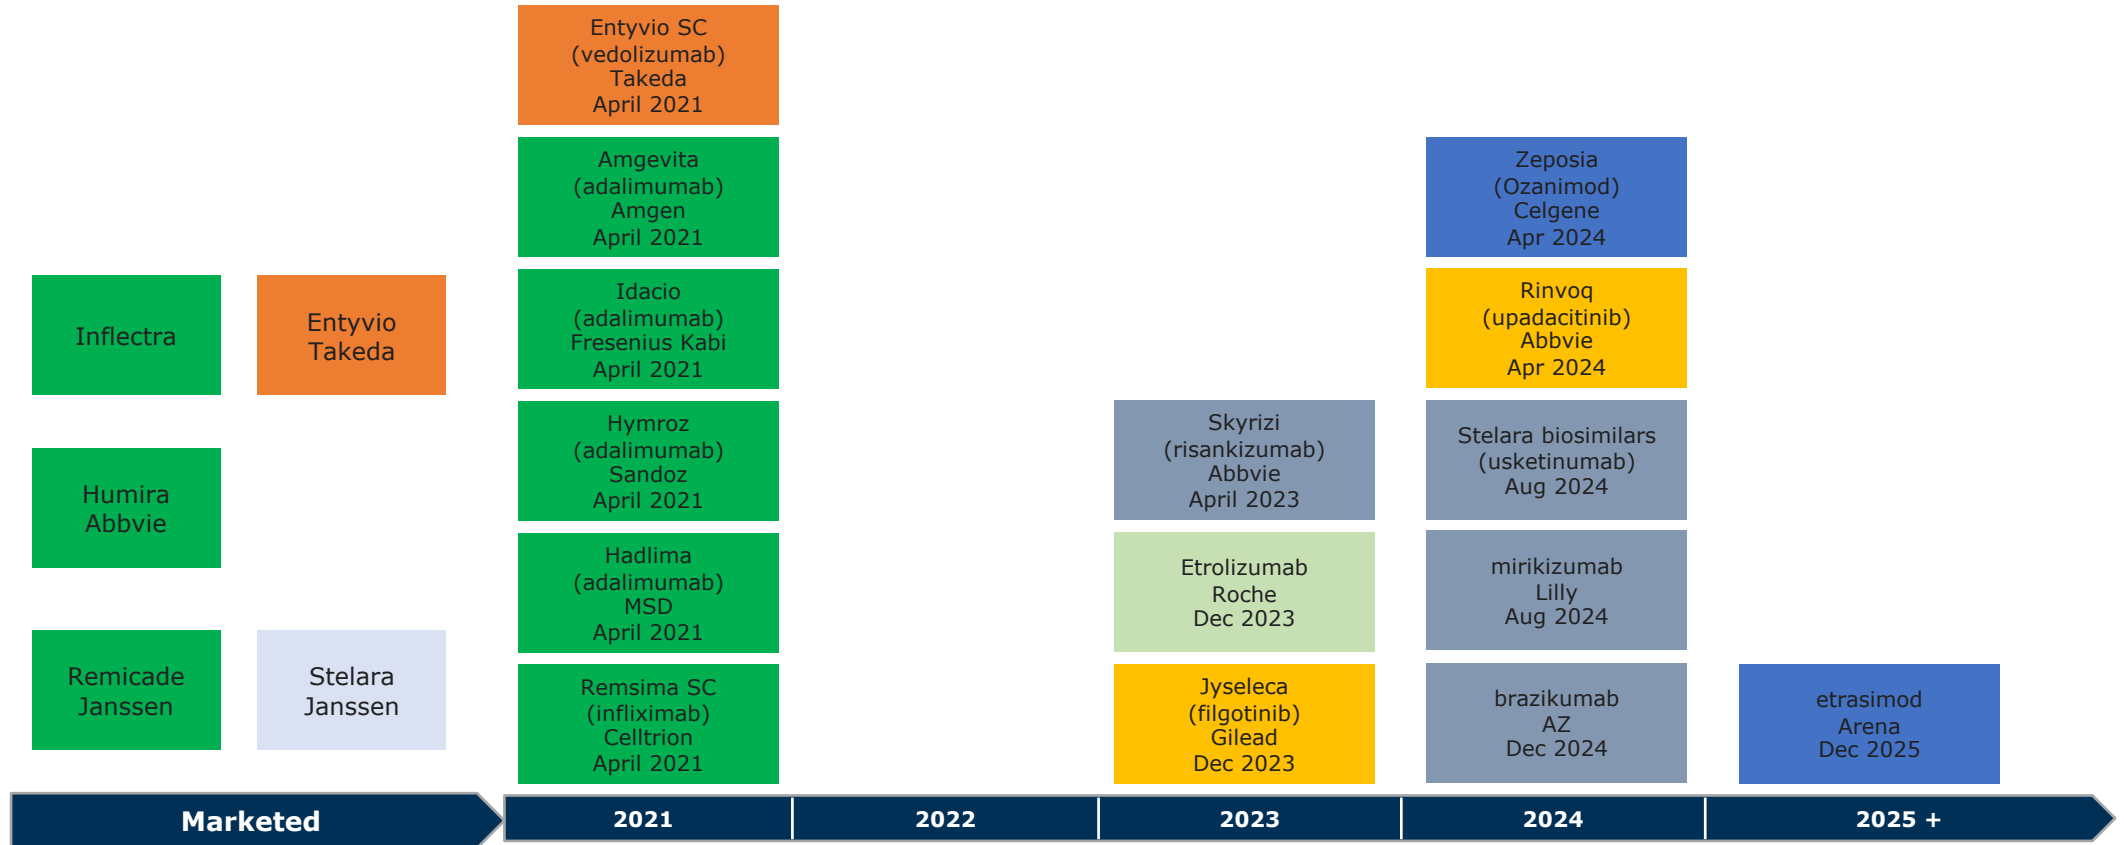 Inflectra
Humira
Abbvie
Remicade
Janssen
Entyvio
Takeda
Stelara
Janssen
Entyvio SC
(vedolizumab)
Takeda
April 2021
Amgevita
(adalimumab)
Amgen
April 2021
Idacio
(adalimumab)
Fresenius Kabi
April 2021
Hymroz
(adalimumab)
Sandoz
April 2021
Hadlima
(adalimumab)
MSD
April 2021
Remsima SC
(infliximab)
Celltrion
April 2021
Skyrizi
(risankizumab)
Abbvie
April 2023
Etrolizumab
Roche
Dec 2023
Jyseleca
(filgotinib)
Gilead
Dec 2023
Zeposia
(Ozanimod)
Celgene
Apr 2024
Rinvoq
(upadacitinib)
Abbvie
Apr 2024
Stelara biosimilars
(usketinumab)
Aug 2024
mirikizumab
Lilly
Aug 2024
brazikumab
AZ
Dec 2024
etrasimod
Arena
Dec 2025
Marketed
2021
2022
2023
2024
2025 +